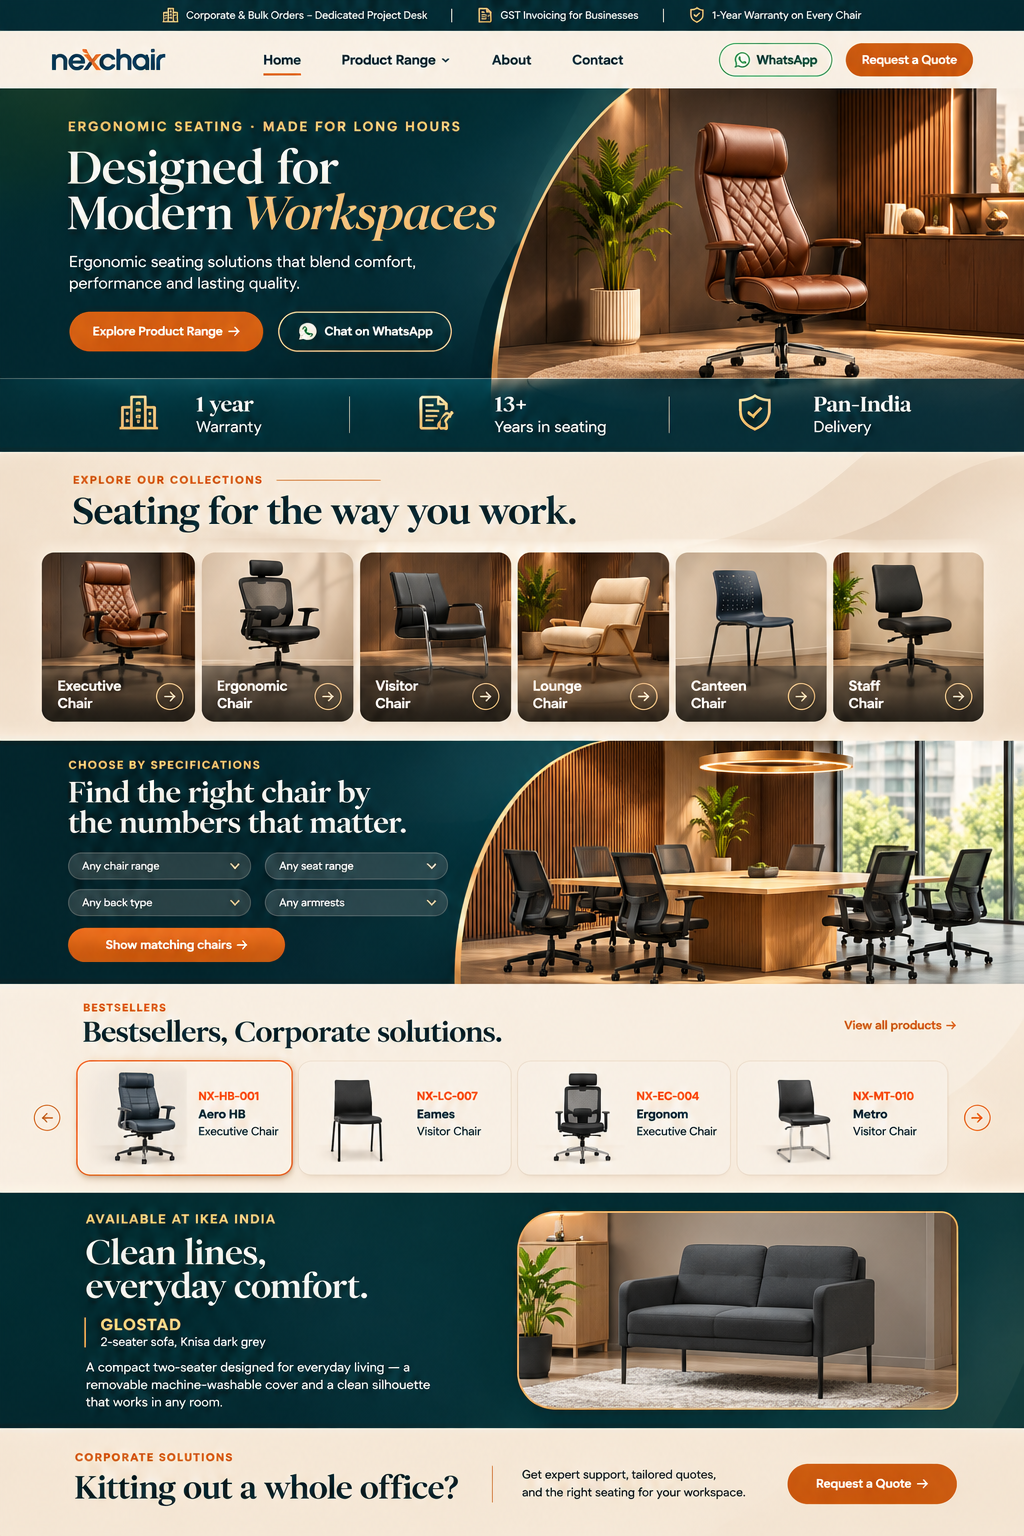 Corporate & Bulk Orders – Dedicated Project Desk
GST Invoicing for Businesses
1-Year Warranty on Every Chair
nexchair
Home
Product Range
About
Contact
WhatsApp
Request a Quote
ERGONOMIC SEATING · MADE FOR LONG HOURS
Designed for
Modern Workspaces
Ergonomic seating solutions that blend comfort,
performance and lasting quality.
Explore Product Range →
Chat on WhatsApp
1 year
Warranty
13+
Years in seating
Pan-India
Delivery
EXPLORE OUR COLLECTIONS
Seating for the way you work.
Executive
Chair
Ergonomic
Chair
Visitor
Chair
Lounge
Chair
Canteen
Chair
Staff
Chair
CHOOSE BY SPECIFICATIONS
Find the right chair by
the numbers that matter.
Any chair range
Any seat range
Any back type
Any armrests
Show matching chairs →
BESTSELLERS
Bestsellers, Corporate solutions.
View all products →
NX-HB-001
Aero HB
Executive Chair
NX-LC-007
Eames
Visitor Chair
NX-EC-004
Ergonom
Executive Chair
NX-MT-010
Metro
Visitor Chair
AVAILABLE AT IKEA INDIA
Clean lines,
everyday comfort.
GLOSTAD
2-seater sofa, Knisa dark grey
A compact two-seater designed for everyday living — a
removable machine-washable cover and a clean silhouette
that works in any room.
CORPORATE SOLUTIONS
Kitting out a whole office?
Get expert support, tailored quotes,
and the right seating for your workspace.
Request a Quote →